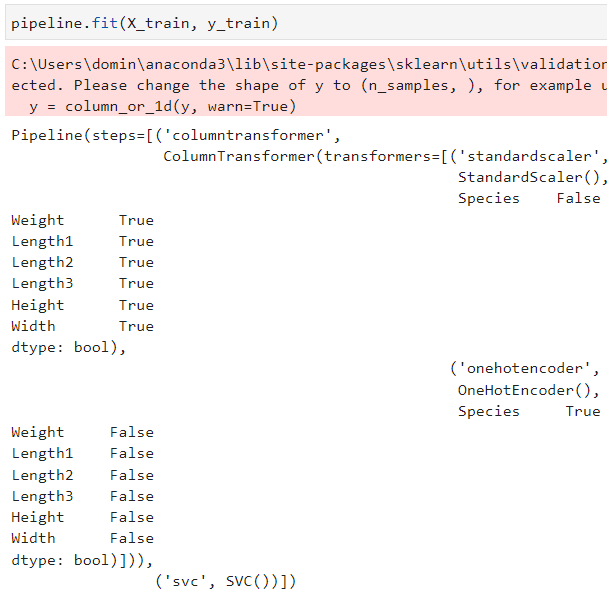 pipeline.fit(X_train, y_train)
C:\Users\domin\anaconda3\lib\site-packages\sklearn\utils\validation
ected. Please change the shape of y to (n_samples, ), for example u
  y = column_or_1d(y, warn=True)
Pipeline(steps=[('columntransformer',
                 ColumnTransformer(transformers=[('standardscaler',
                                                  StandardScaler(),
                                                  Species    False
Weight      True
Length1     True
Length2     True
Length3     True
Height      True
Width       True
dtype: bool),
                                                 ('onehotencoder',
                                                  OneHotEncoder(),
                                                  Species     True
Weight     False
Length1    False
Length2    False
Length3    False
Height     False
Width      False
dtype: bool)])),
                ('svc', SVC())])